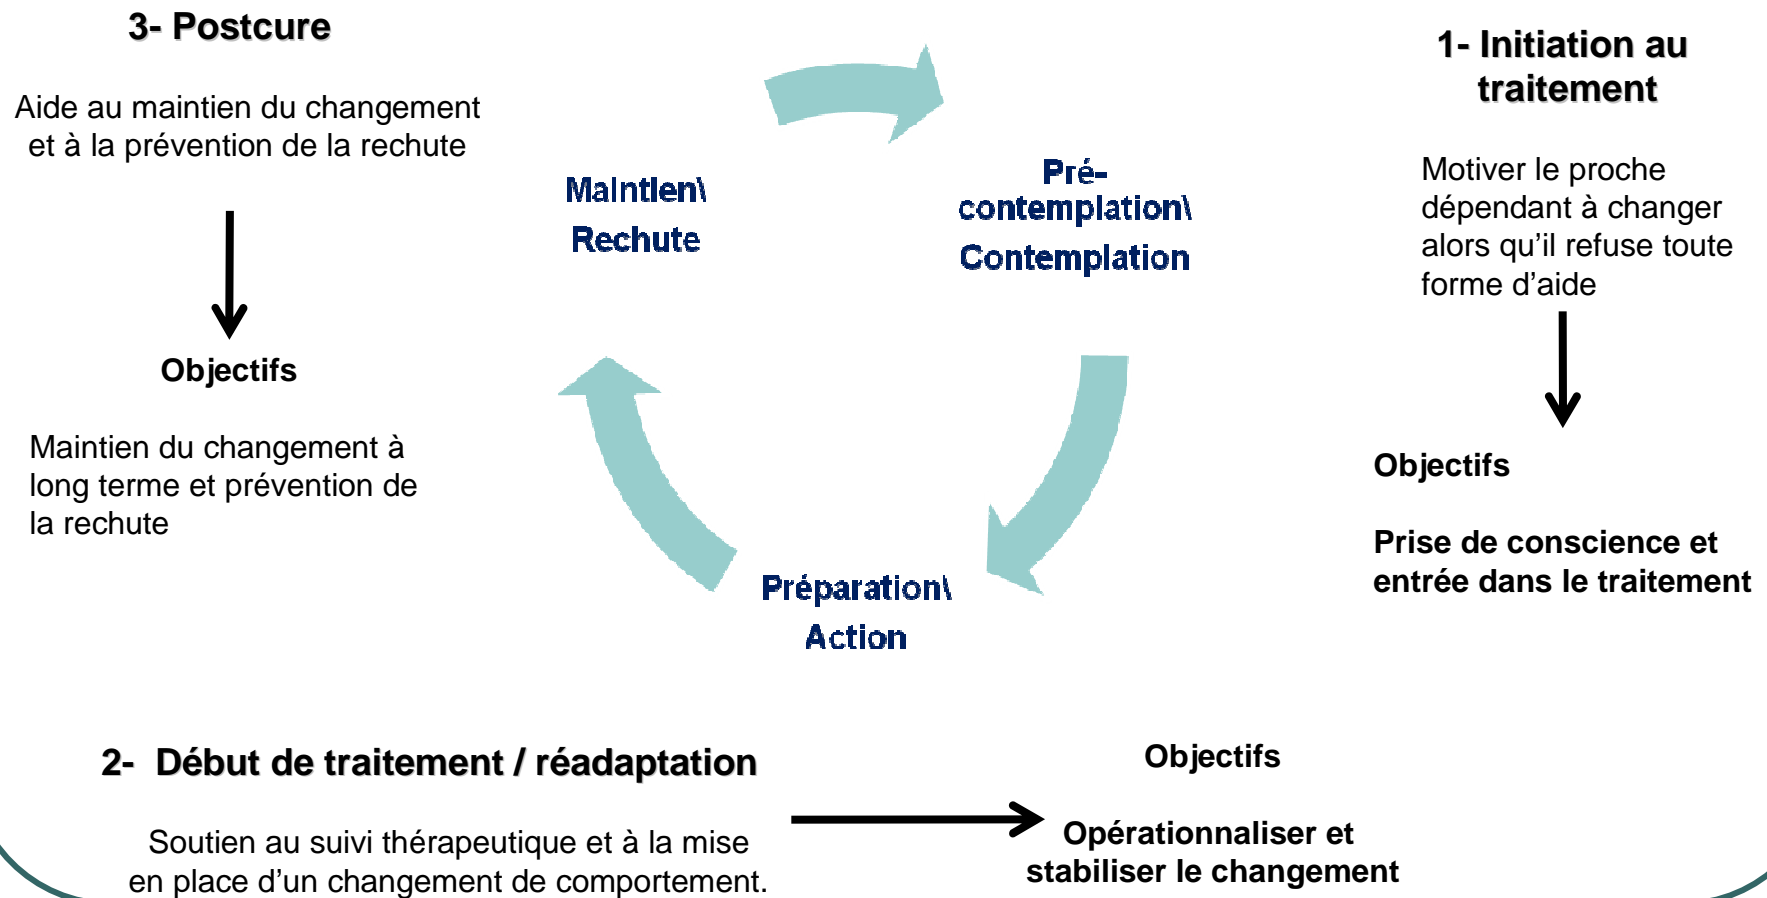 3- Postcure
Aide au maintien du changement
et à la prévention de la rechute
Objectifs
Maintien du changement à
long terme et prévention de
la rechute
Maintien\
Rechute
Pré-
contemplation\
Contemplation
Préparation\
Action
1- Initiation au
traitement
Motiver le proche
dépendant à changer
alors qu’il refuse toute
forme d’aide
Objectifs
Prise de conscience et
entrée dans le traitement
2- Début de traitement / réadaptation
Soutien au suivi thérapeutique et à la mise
en place d’un changement de comportement.
Objectifs
Opérationnaliser et
stabiliser le changement